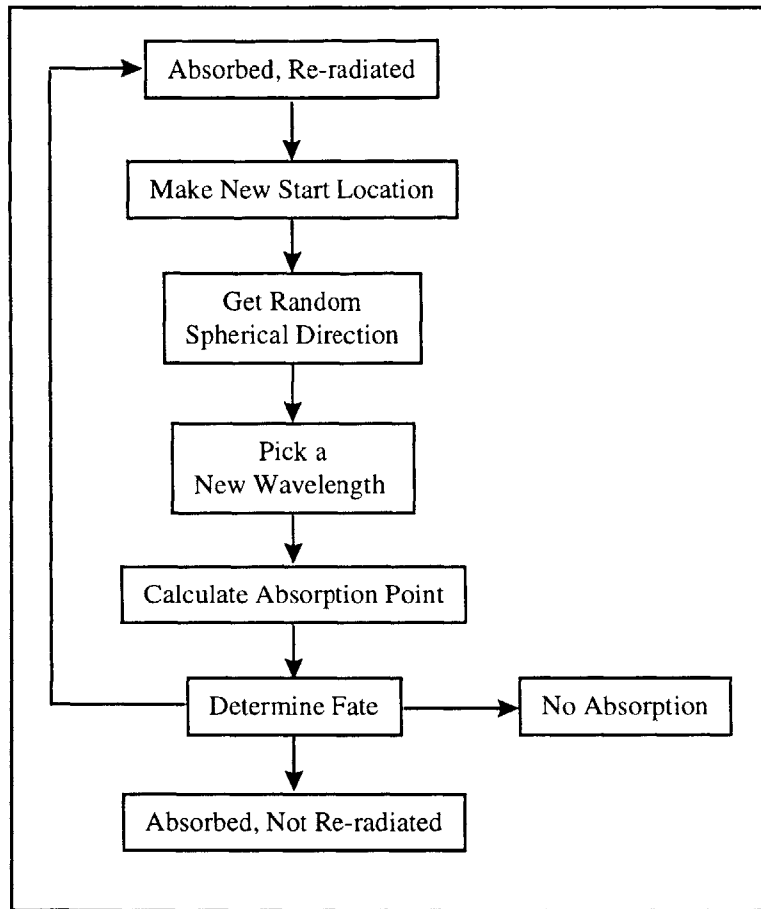 Absorbed, Re-radiated
Make New Start Location
Get Random
Spherical Direction
Pick a
New Wavelength
Calculate Absorption Point
Determine Fate
No Absorption
Absorbed, Not Re-radiated